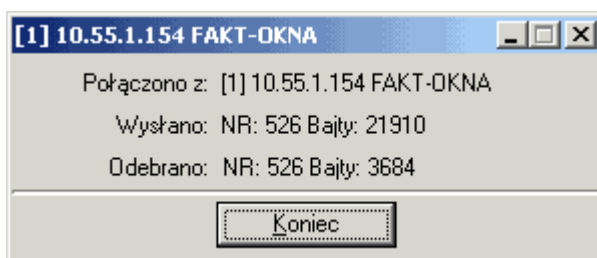 [1] 10.55.1.154 FAKT-OKNA
Połączono z: [1] 10.55.1.154 FAKT-OKNA
Wysłano: NR: 526 Bajty: 21910
Odebrano: NR: 526 Bajty: 3684
Koniec